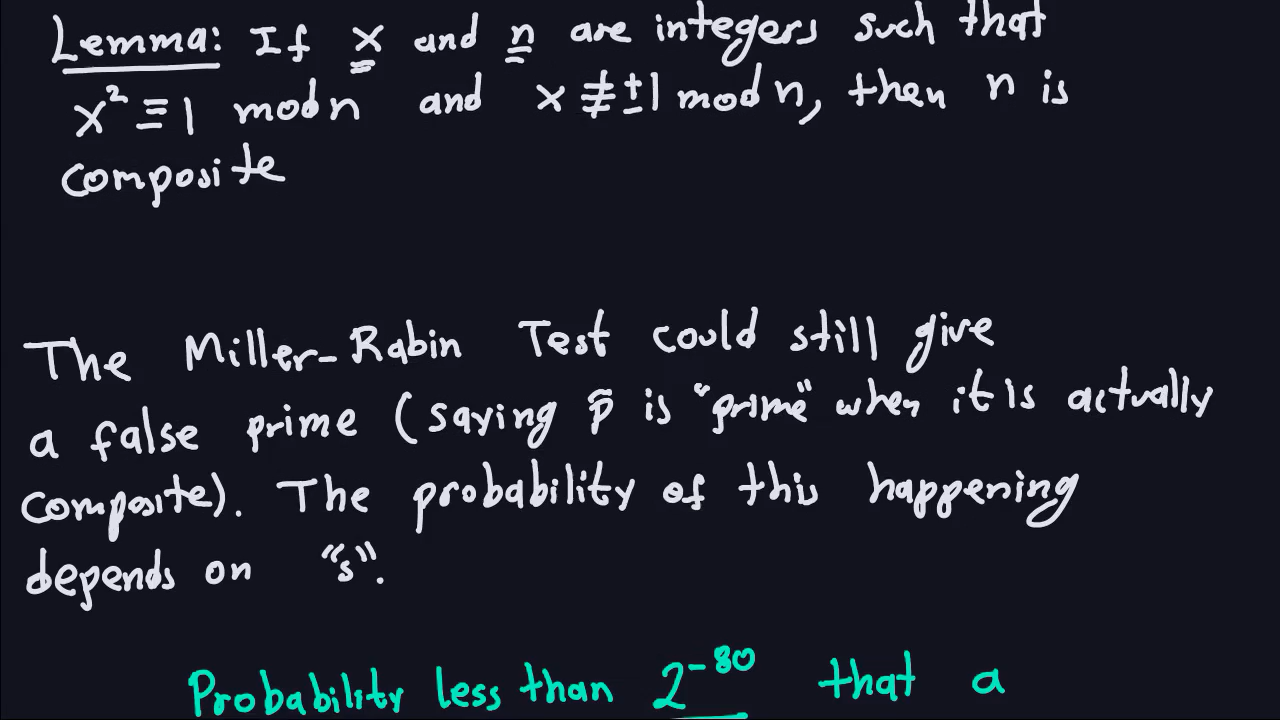 Lemma: If x and n are integers such that
x² ≡ 1 mod n and x ≢ ±1 mod n, then n is
composite
The Miller-Rabin Test could still give
a false prime (saying p̃ is "prime" when it is actually
composite). The probability of this happening
depends on "s".
Probability less than 2⁻⁸⁰ that a